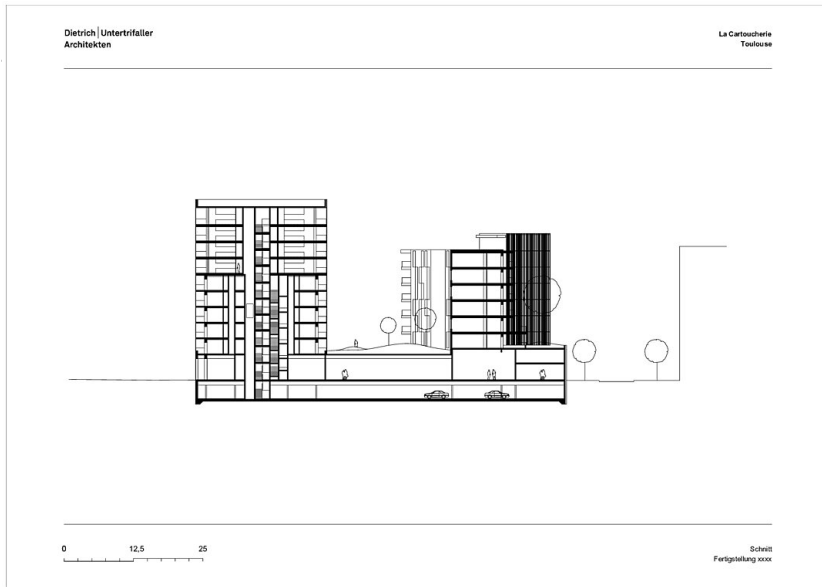 Dietrich | Untertrifaller
Architekten
La Cartoucherie
Toulouse
0 12,5 25
Schnitt
Fertigstellung xxxx